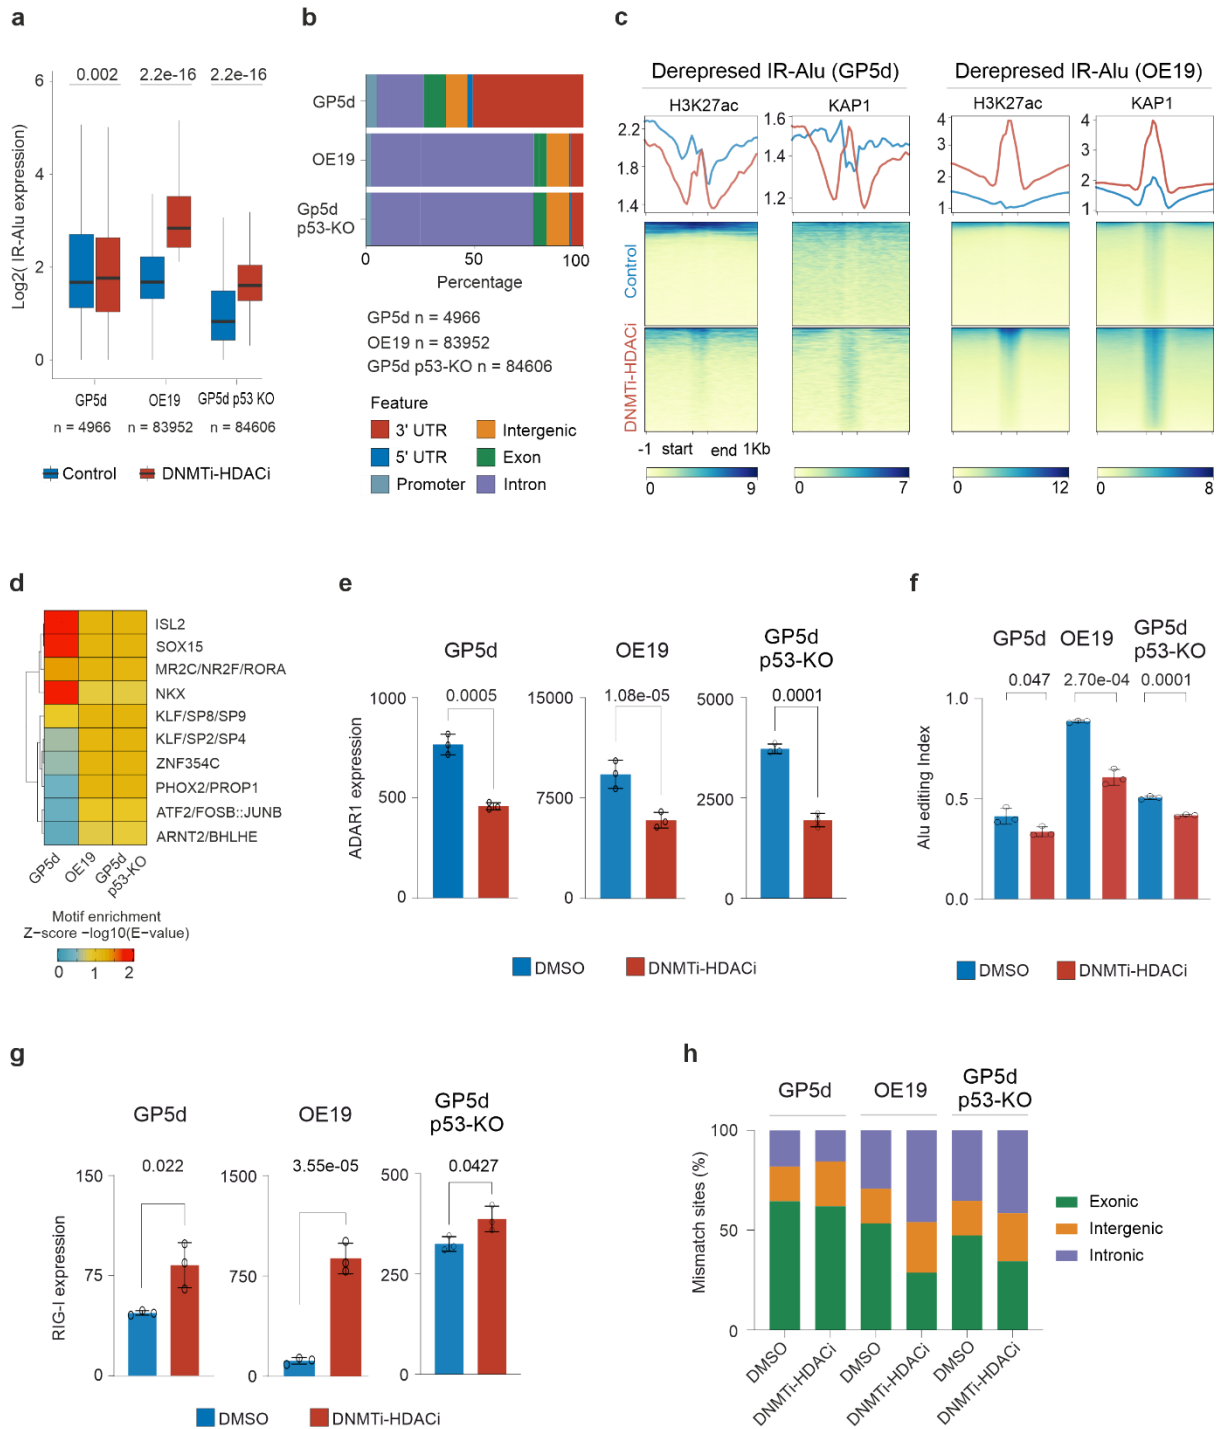 a
0.002 2.2e-16 2.2e-16
Log2( IR-Alu expression)
6
4
2
0
GP5d OE19 GP5d p53 KO
n = 4966 n = 83952 n = 84606
Control DNMTi-HDACi
b
GP5d
OE19
Gp5d
p53-KO
0 50 100
Percentage
GP5d n = 4966
OE19 n = 83952
GP5d p53-KO n = 84606
Feature
3' UTR Intergenic
5' UTR Exon
Promoter Intron
c
Derepresed IR-Alu (GP5d) Derepresed IR-Alu (OE19)
H3K27ac KAP1 H3K27ac KAP1
2.2
1.8
1.4
1.6
1.4
1.2
4
3
2
1
4
3
2
1
Control
DNMTi-HDACi
-1 start end 1Kb
0 9 0 7 0 12 0 8
d
ISL2
SOX15
MR2C/NR2F/RORA
NKX
KLF/SP8/SP9
KLF/SP2/SP4
ZNF354C
PHOX2/PROP1
ATF2/FOSB::JUNB
ARNT2/BHLHE
GP5d OE19 GP5d
p53-KO
Motif enrichment
Z−score −log10(E−value)
0 1 2
e
GP5d OE19 GP5d
p53-KO
ADAR1 expression
1000
500
0
0.0005
15000
7500
0
1.08e-05
5000
2500
0
0.0001
DMSO DNMTi-HDACi
f
GP5d OE19 GP5d
p53-KO
0.047 2.70e-04 0.0001
Alu editing Index
1.0
0.5
0.0
DMSO DNMTi-HDACi
g
GP5d OE19 GP5d
p53-KO
RIG-I expression
150
75
0
0.022
1500
750
0
3.55e-05
500
250
0
0.0427
DMSO DNMTi-HDACi
h
GP5d OE19 GP5d
p53-KO
Mismatch sites (%)
100
50
0
DMSO DNMTi-HDACi DMSO DNMTi-HDACi DMSO DNMTi-HDACi
Exonic
Intergenic
Intronic